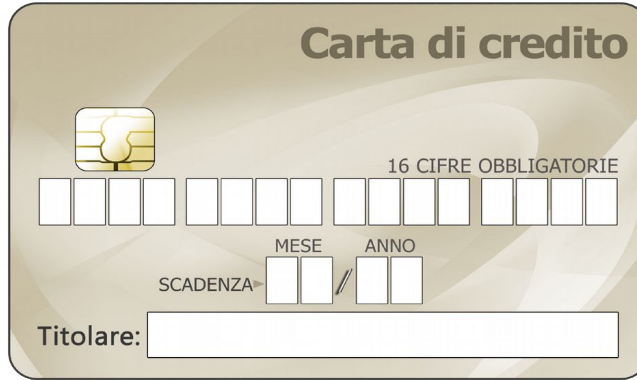 Carta di credito
16 CIFRE OBBLIGATORIE
MESE ANNO
SCADENZA /
Titolare: